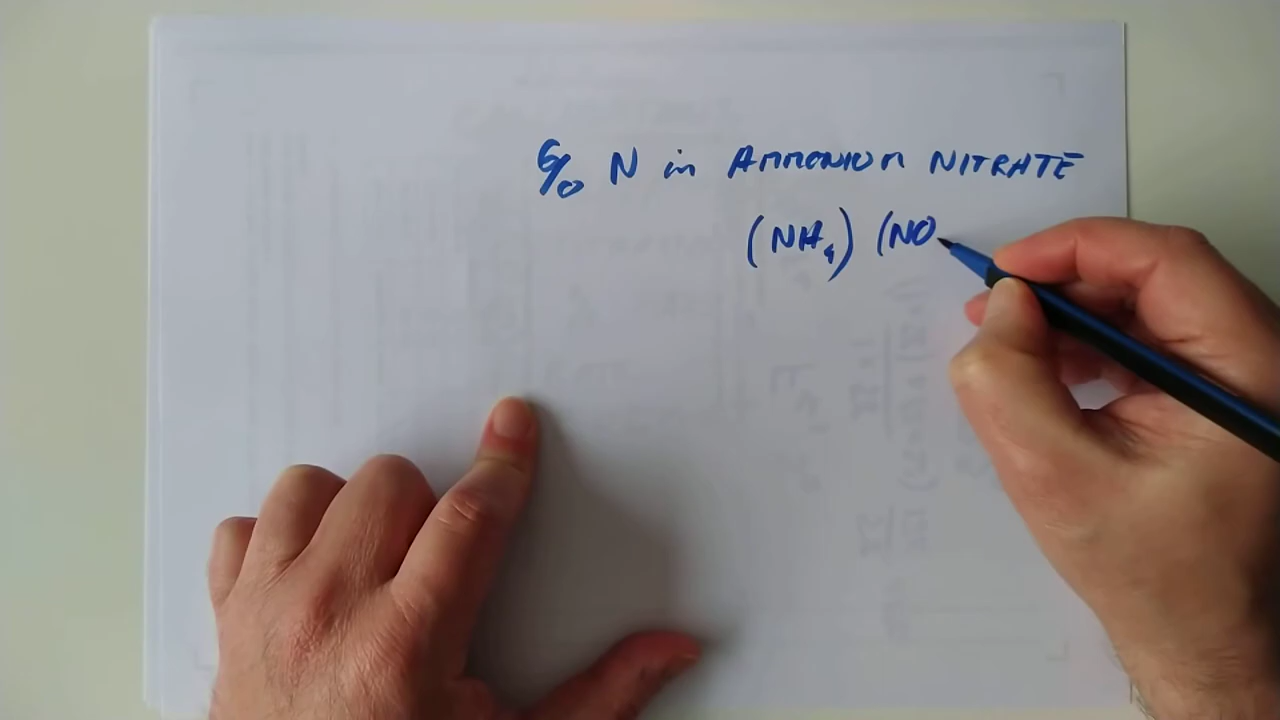 % N in AMMONIUM NITRATE
(NH₄) (NO